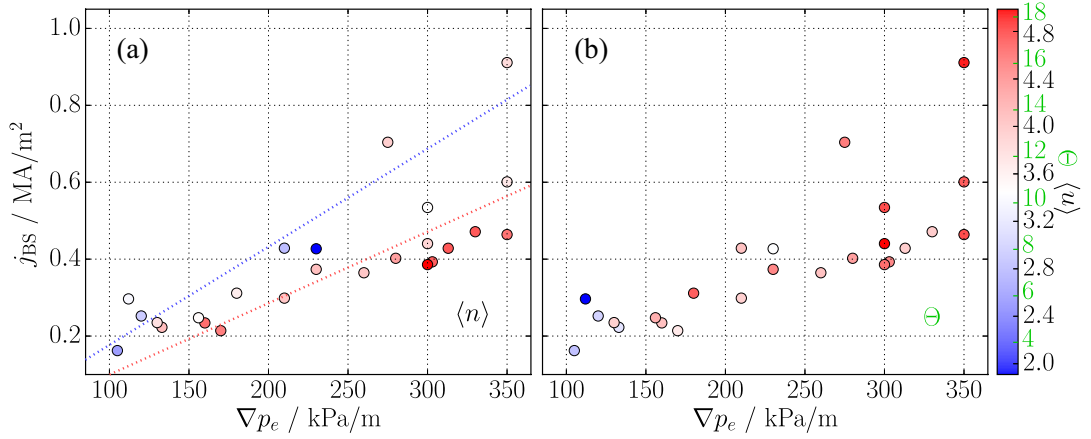 (a)
(b)
1.0
0.8
0.6
0.4
0.2
j_BS / MA/m²
100 150 200 250 300 350
∇p_e / kPa/m
⟨n⟩
100 150 200 250 300 350
∇p_e / kPa/m
Θ
18
16
14
12
10
8
6
4
Θ
4.8
4.4
4.0
3.6
3.2
2.8
2.4
2.0
⟨n⟩